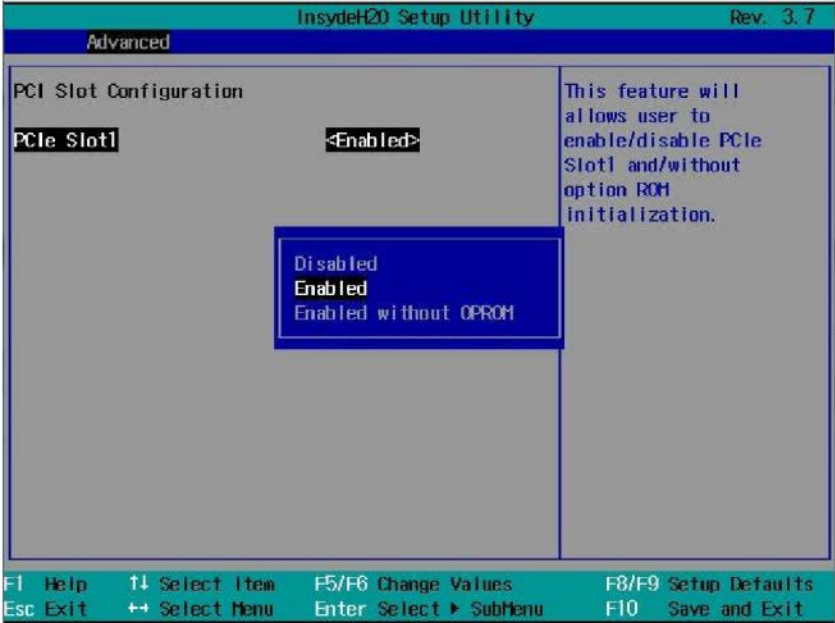 InsydeH20 Setup Utility Rev. 3.7
Advanced
PCI Slot Configuration
PCIe Slot1 <Enabled>
This feature will
allows user to
enable/disable PCIe
Slot1 and/without
option ROM
initialization.
Disabled
Enabled
Enabled without OPROM
F1 Help ↑↓ Select Item F5/F6 Change Values F8/F9 Setup Defaults
Esc Exit ↔ Select Menu Enter Select ▶ SubMenu F10 Save and Exit